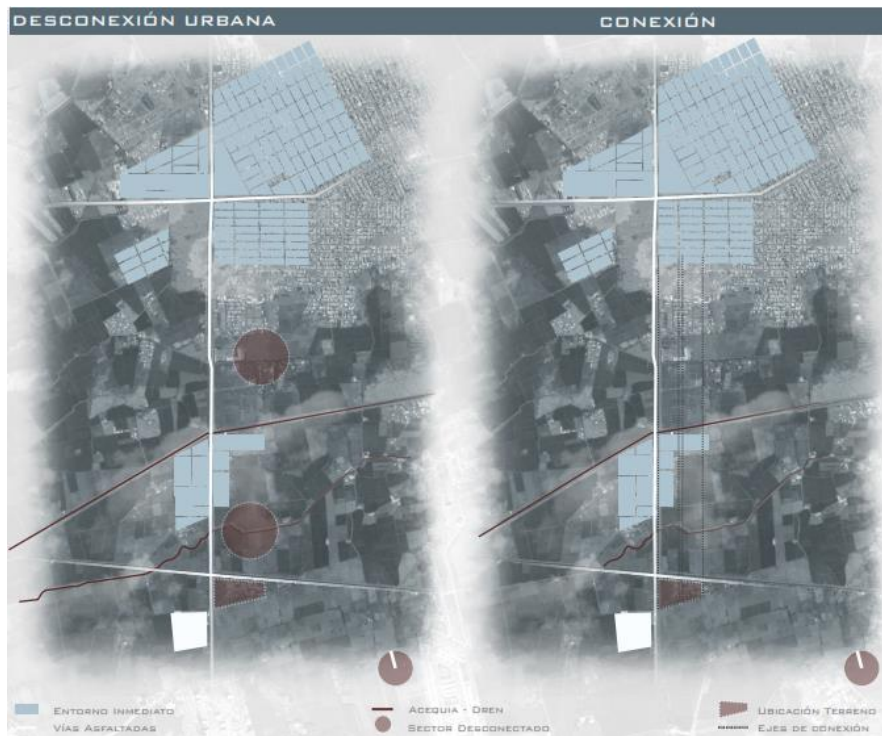 DESCONEXIÓN URBANA
CONEXIÓN
ENTORNO INMEDIATO
VÍAS ASFALTADAS
ACEQUIA - DREN
SECTOR DESCONECTADO
UBICACIÓN TERRENO
EJES DE CONEXIÓN